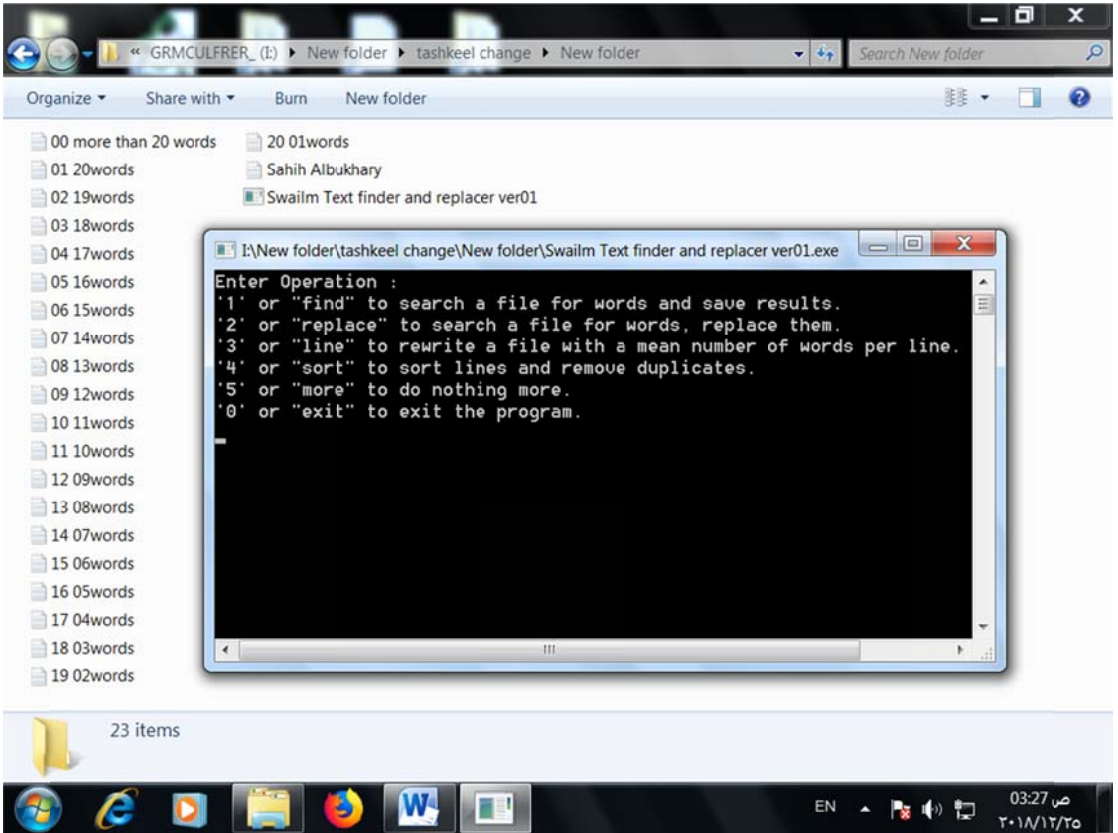 « GRMCULFRER_ (I:) ▸ New folder ▸ tashkeel change ▸ New folder
Search New folder
Organize
Share with
Burn
New folder
00 more than 20 words
01 20words
02 19words
03 18words
04 17words
05 16words
06 15words
07 14words
08 13words
09 12words
10 11words
11 10words
12 09words
13 08words
14 07words
15 06words
16 05words
17 04words
18 03words
19 02words
20 01words
Sahih Albukhary
Swailm Text finder and replacer ver01
I:\New folder\tashkeel change\New folder\Swailm Text finder and replacer ver01.exe
Enter Operation :
'1' or "find" to search a file for words and save results.
'2' or "replace" to search a file for words, replace them.
'3' or "line" to rewrite a file with a mean number of words per line.
'4' or "sort" to sort lines and remove duplicates.
'5' or "more" to do nothing more.
'0' or "exit" to exit the program.
23 items
EN
03:27 ص
٢٠١٨/١٢/٢٥